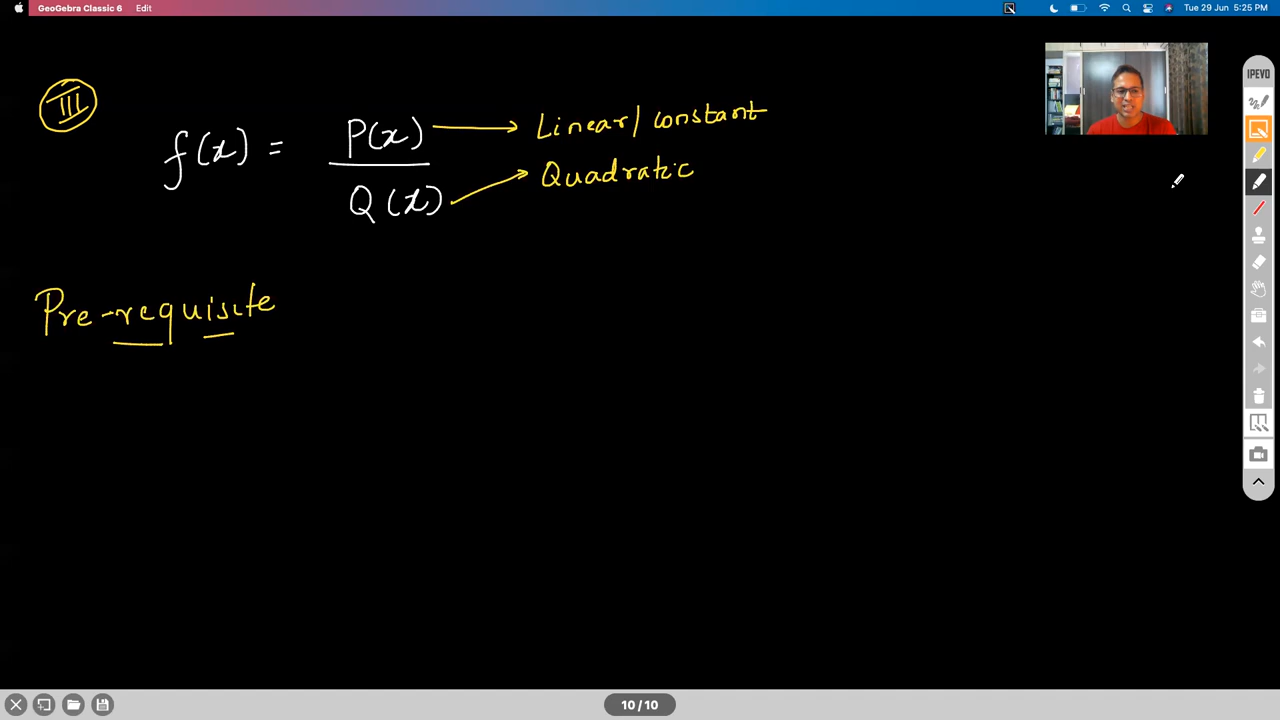 GeoGebra Classic 6 Edit Tue 29 Jun 5:25 PM
IPEVO
III
f(x) = P(x) / Q(x)
Linear/constant
Quadratic
Pre-requisite
10/10